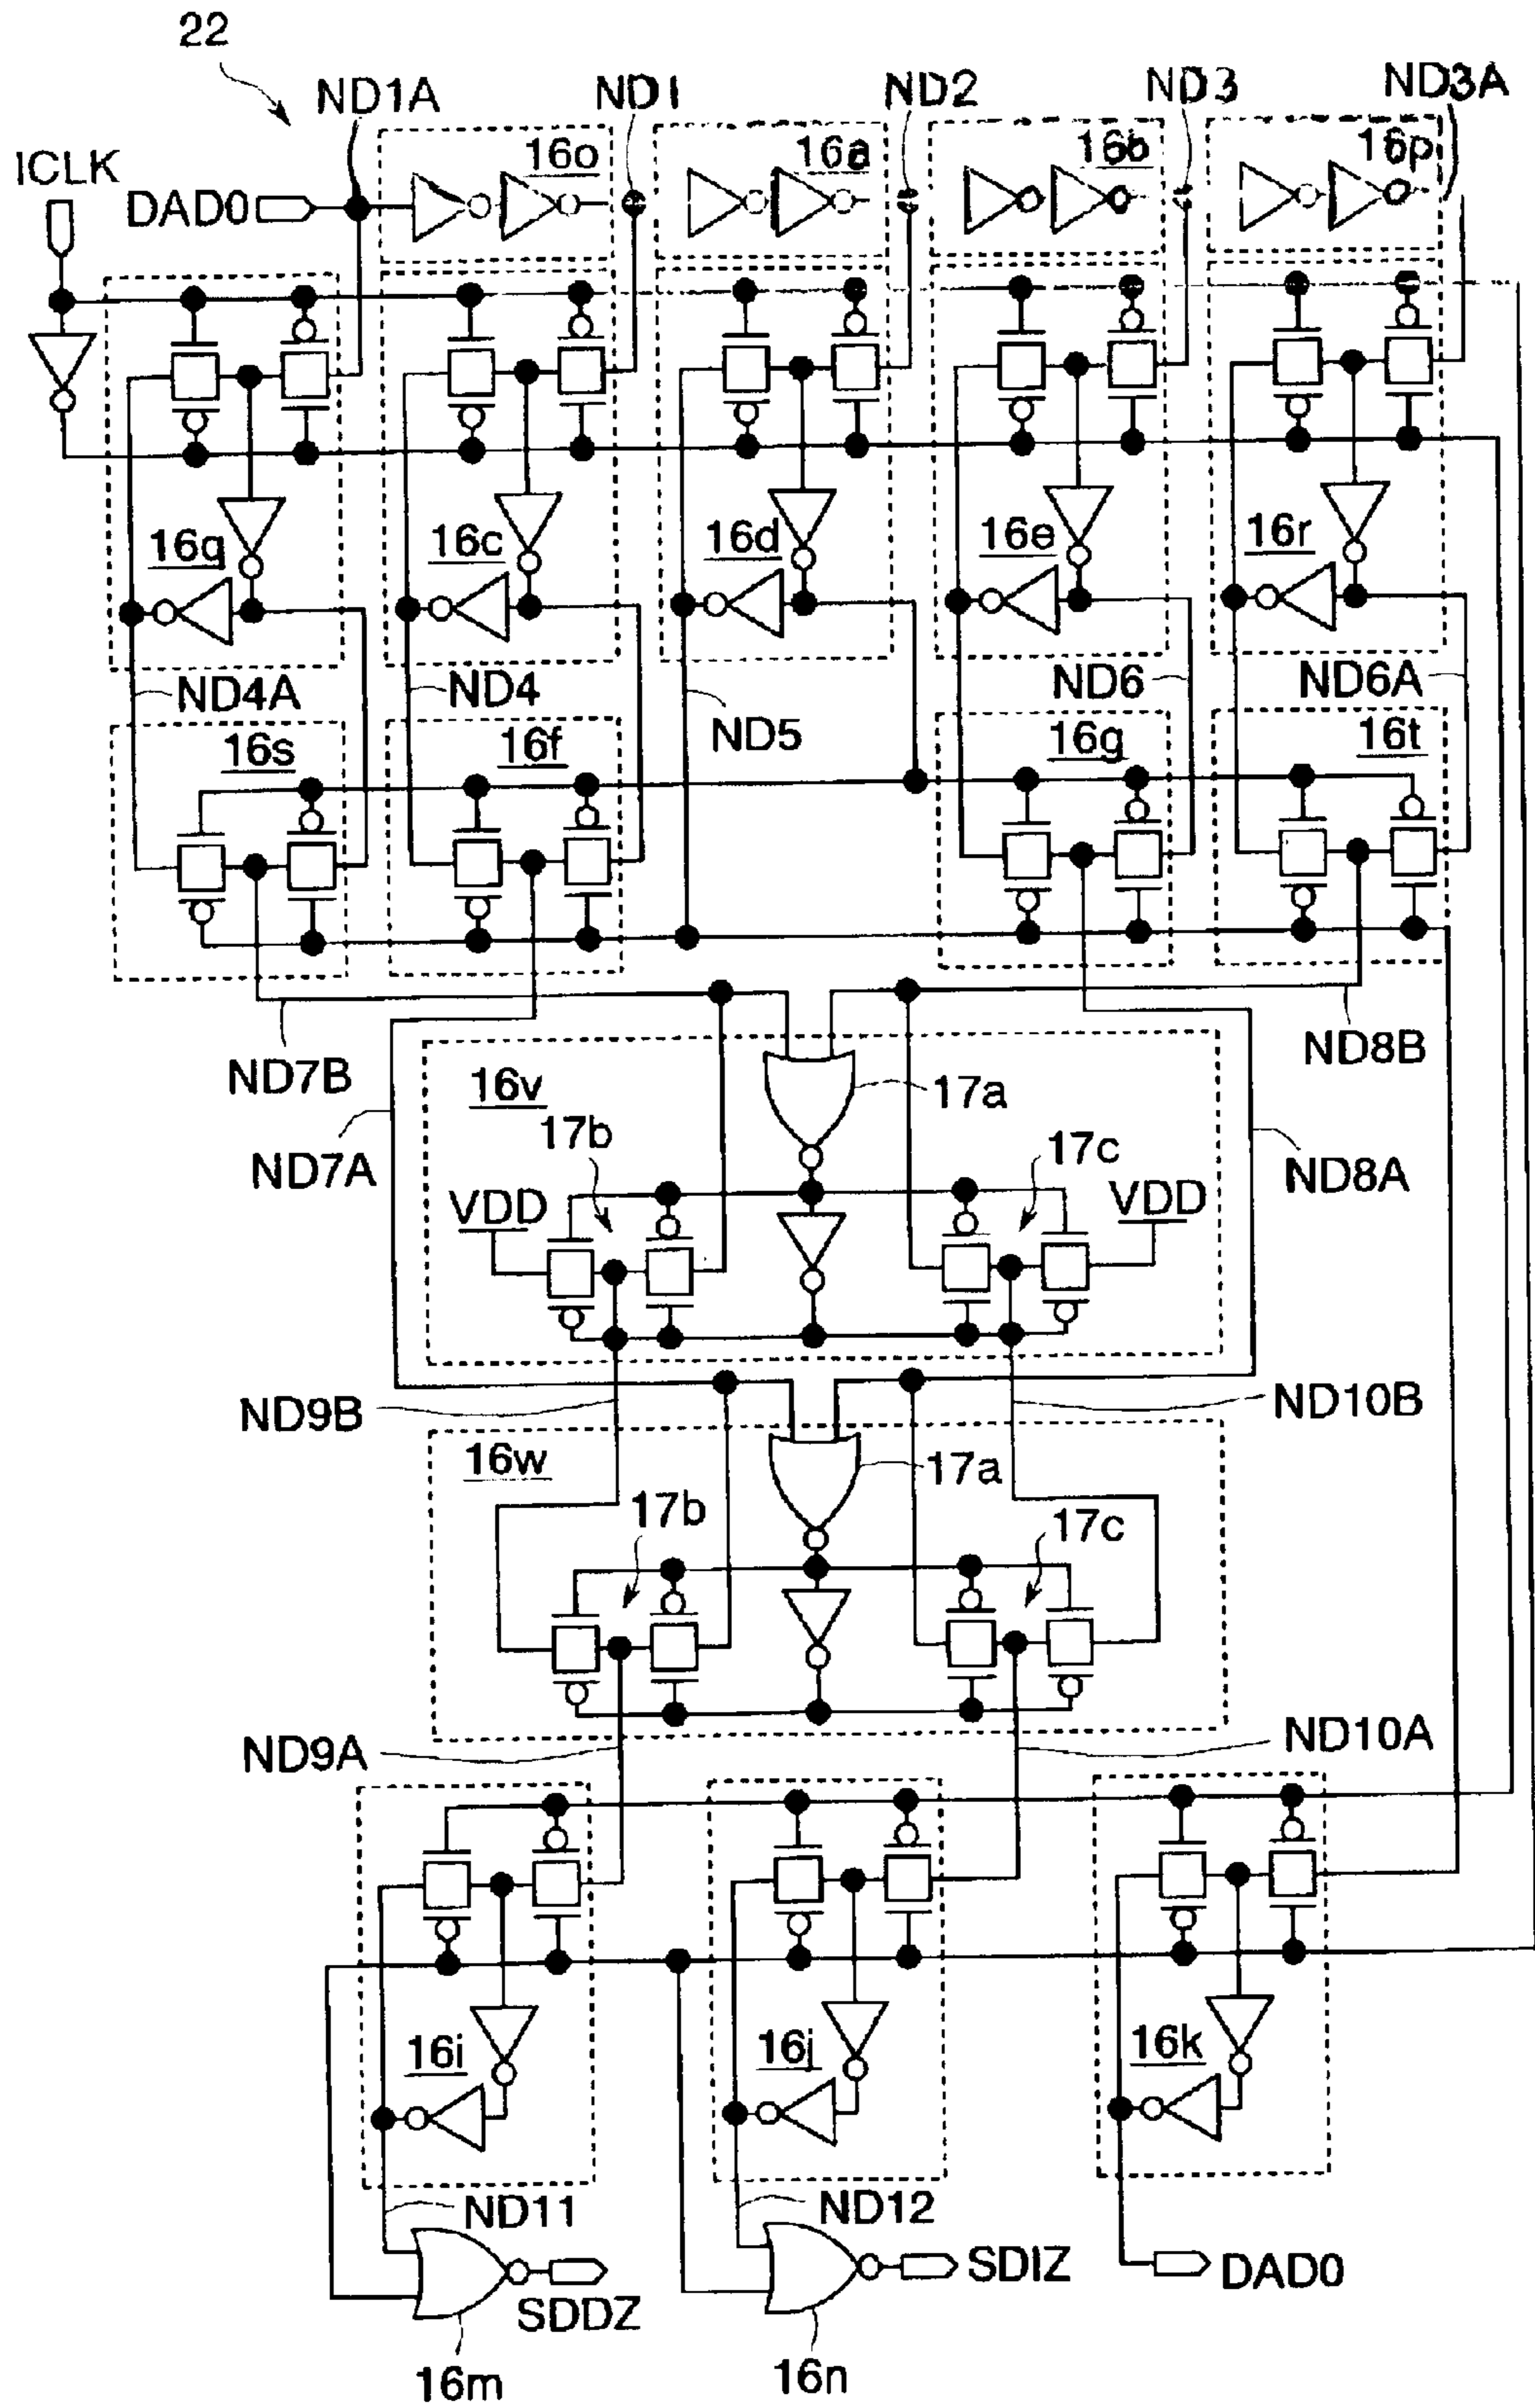 22
ND1A ND1 ND2 ND3 ND3A
ICLK
DAD0
16o 16a 16b 16p
16q 16c 16d 16e 16r
ND4A ND4 ND5 ND6 ND6A
16s 16f 16g 16t
ND7B ND8B
16v 17a
17b 17c
ND7A ND8A
VDD VDD
ND9B ND10B
16w 17a
17b 17c
ND9A ND10A
16i 16j 16k
ND11 ND12
SDDZ SDIZ DAD0
16m 16n